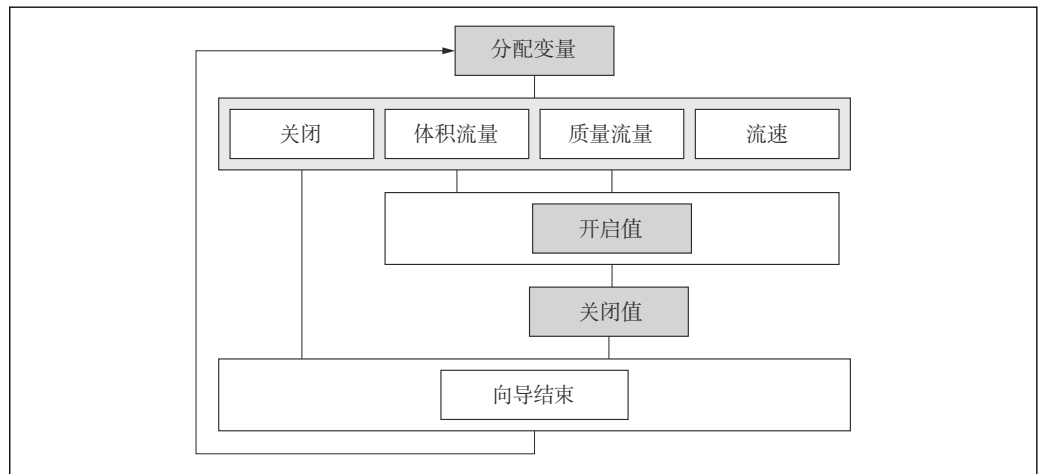 分配变量
关闭
体积流量
质量流量
流速
开启值
关闭值
向导结束